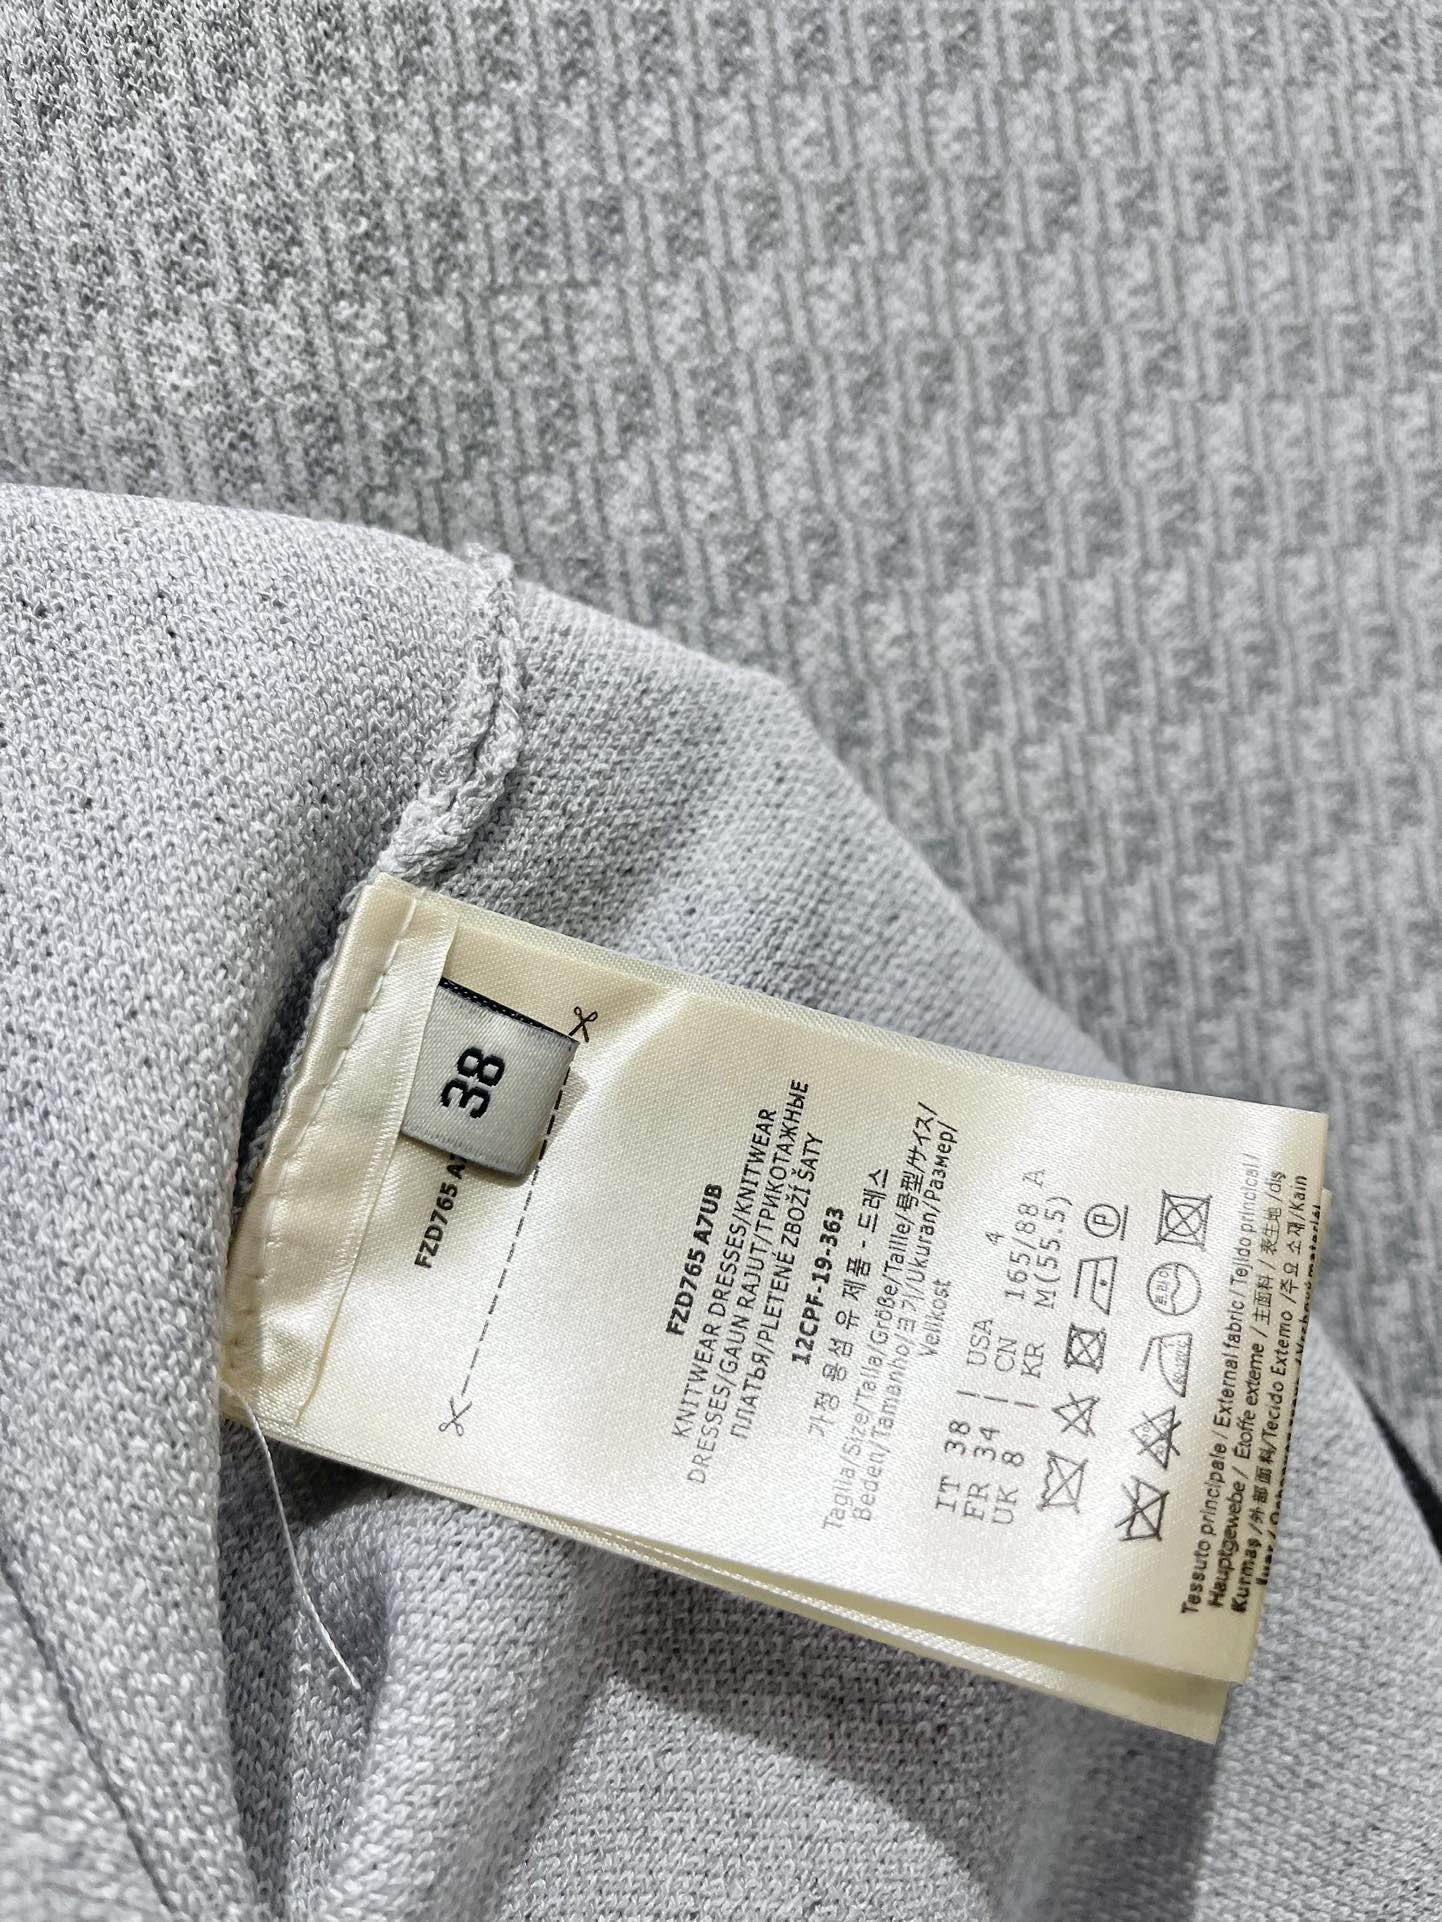 38
FZD765 A
FZD765 A7UB
KNITWEAR DRESSES/KNITWEAR
DRESSES/GAUN RAJUT/ТРИКОТАЖНЫЕ
ПЛАТЬЯ/PLETENÉ ZBOŽÍ ŠATY
12CPF-19-363
가정용 섬유 제품 - 드레스
Taglia/Size/Talla/Größe/Taille/号型/サイズ/
Beden/Tamanho/크기/Ukuran/Размер/
Velikost
IT 38 | USA 4
FR 34 | CN 165/88 A
UK 8 | KR M(55.5)
P
Tessuto principale / External fabric / Tejido principal
Hauptgewebe / Étoffe externe / 主面料 / 表生地 / dış
Kurmaş /外部面料/Tecido Externo /주요 소재/Kain